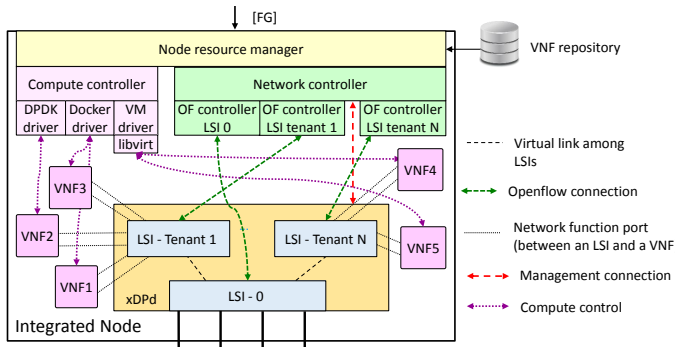 [FG]
Node resource manager
VNF repository
Compute controller
Network controller
DPDK
driver
Docker
driver
VM
driver
libvirt
OF controller
LSI 0
OF controller
LSI tenant 1
OF controller
LSI tenant N
VNF3
VNF4
VNF2
LSI - Tenant 1
LSI - Tenant N
VNF5
VNF1
xDPd
LSI - 0
Integrated Node
Virtual link among
LSIs
Openflow connection
Network function port
(between an LSI and a VNF
Management connection
Compute control